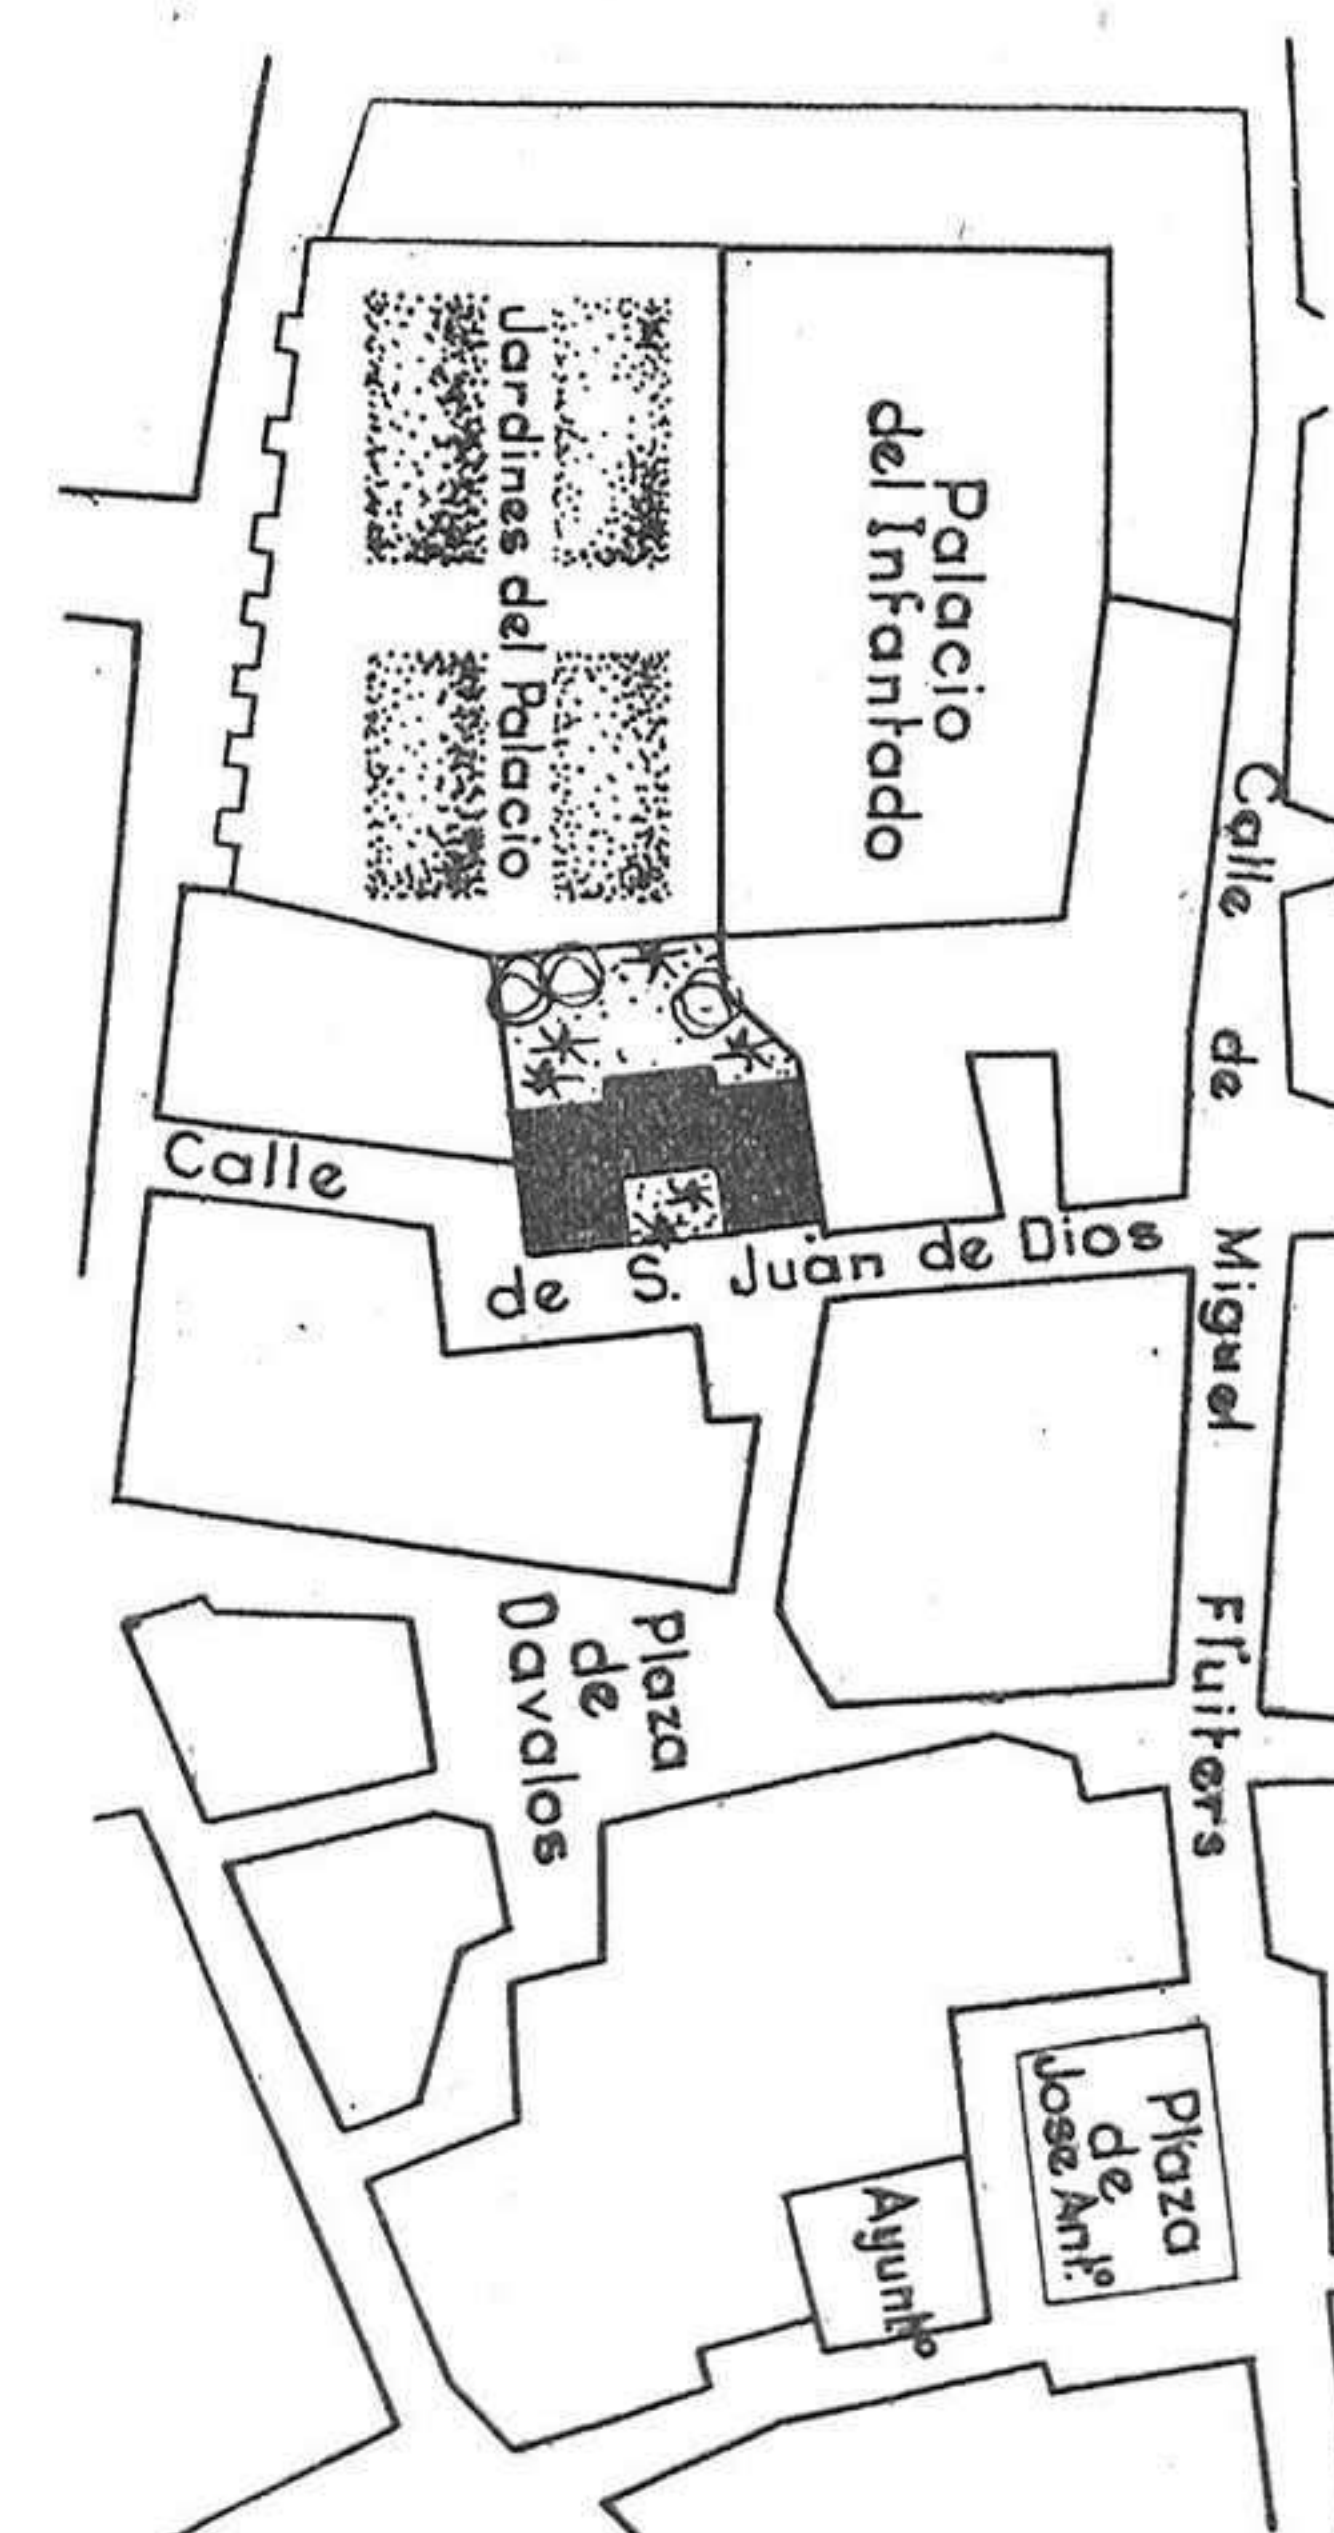 Palacio
del Infantado
Jardines del Palacio
Calle de Miguel Fluiters
Calle de S. Juan de Dios
Plaza
de
Davalos
Plaza
de
Jose Antº
Ayuntº